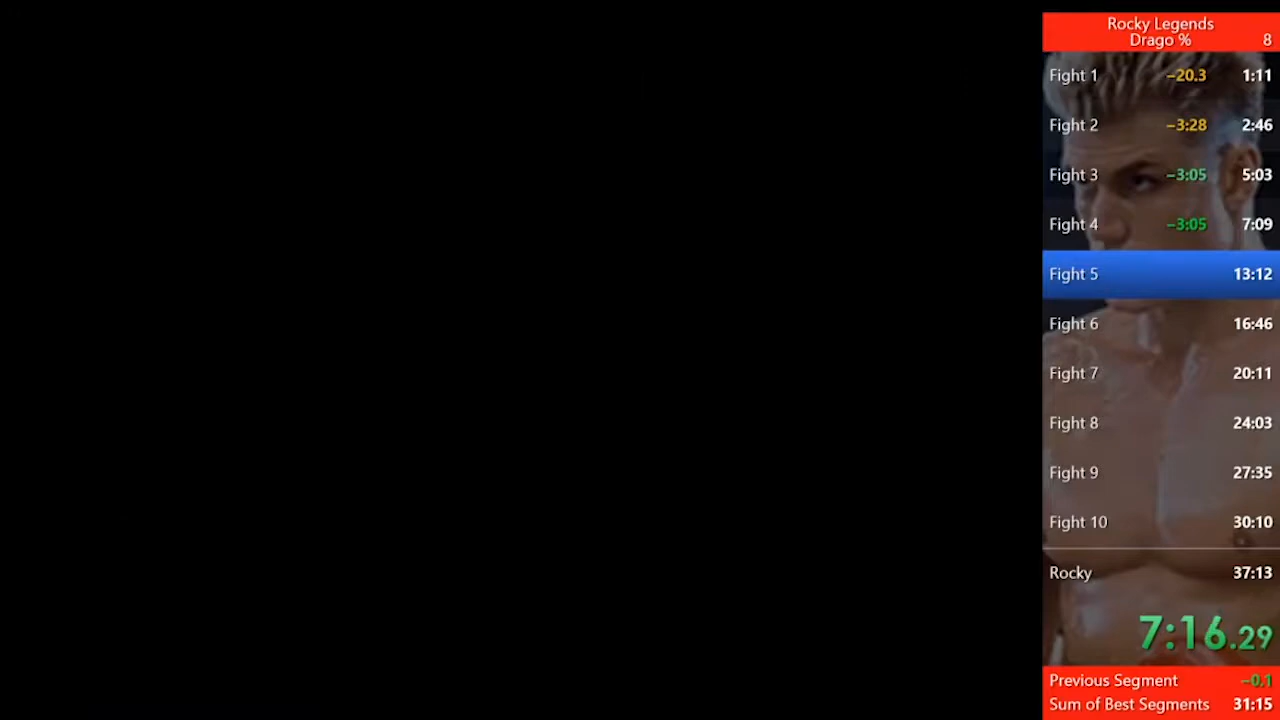 Rocky Legends
Drago % 8
Fight 1 −20.3 1:11
Fight 2 −3:28 2:46
Fight 3 −3:05 5:03
Fight 4 −3:05 7:09
Fight 5 13:12
Fight 6 16:46
Fight 7 20:11
Fight 8 24:03
Fight 9 27:35
Fight 10 30:10
Rocky 37:13
7:16.29
Previous Segment −0.1
Sum of Best Segments 31:15